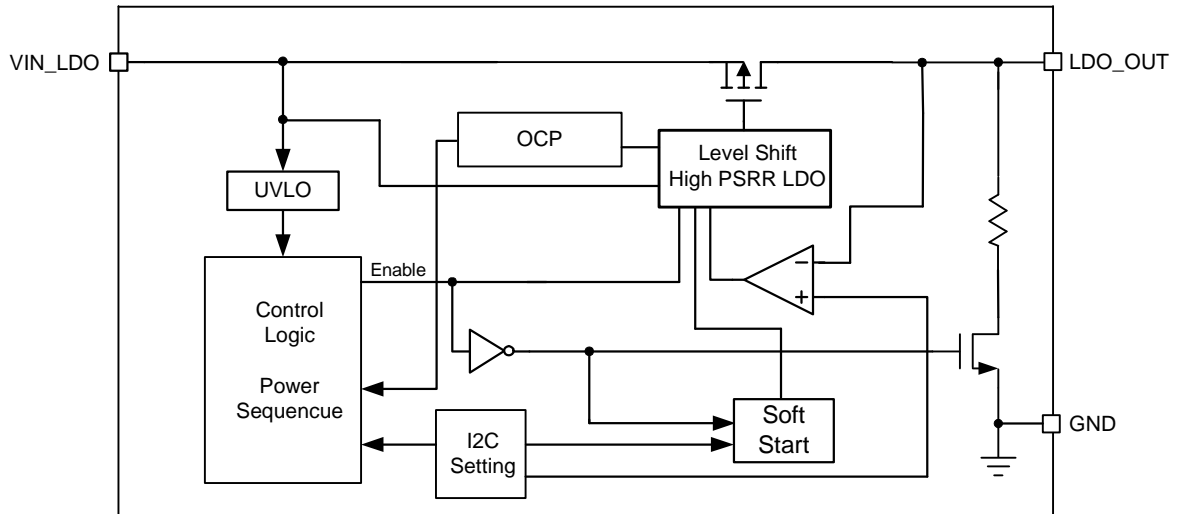 VIN_LDO
LDO_OUT
OCP
Level Shift
High PSRR LDO
UVLO
Enable
Control
Logic
Power
Sequencue
−
+
I2C
Setting
Soft
Start
GND